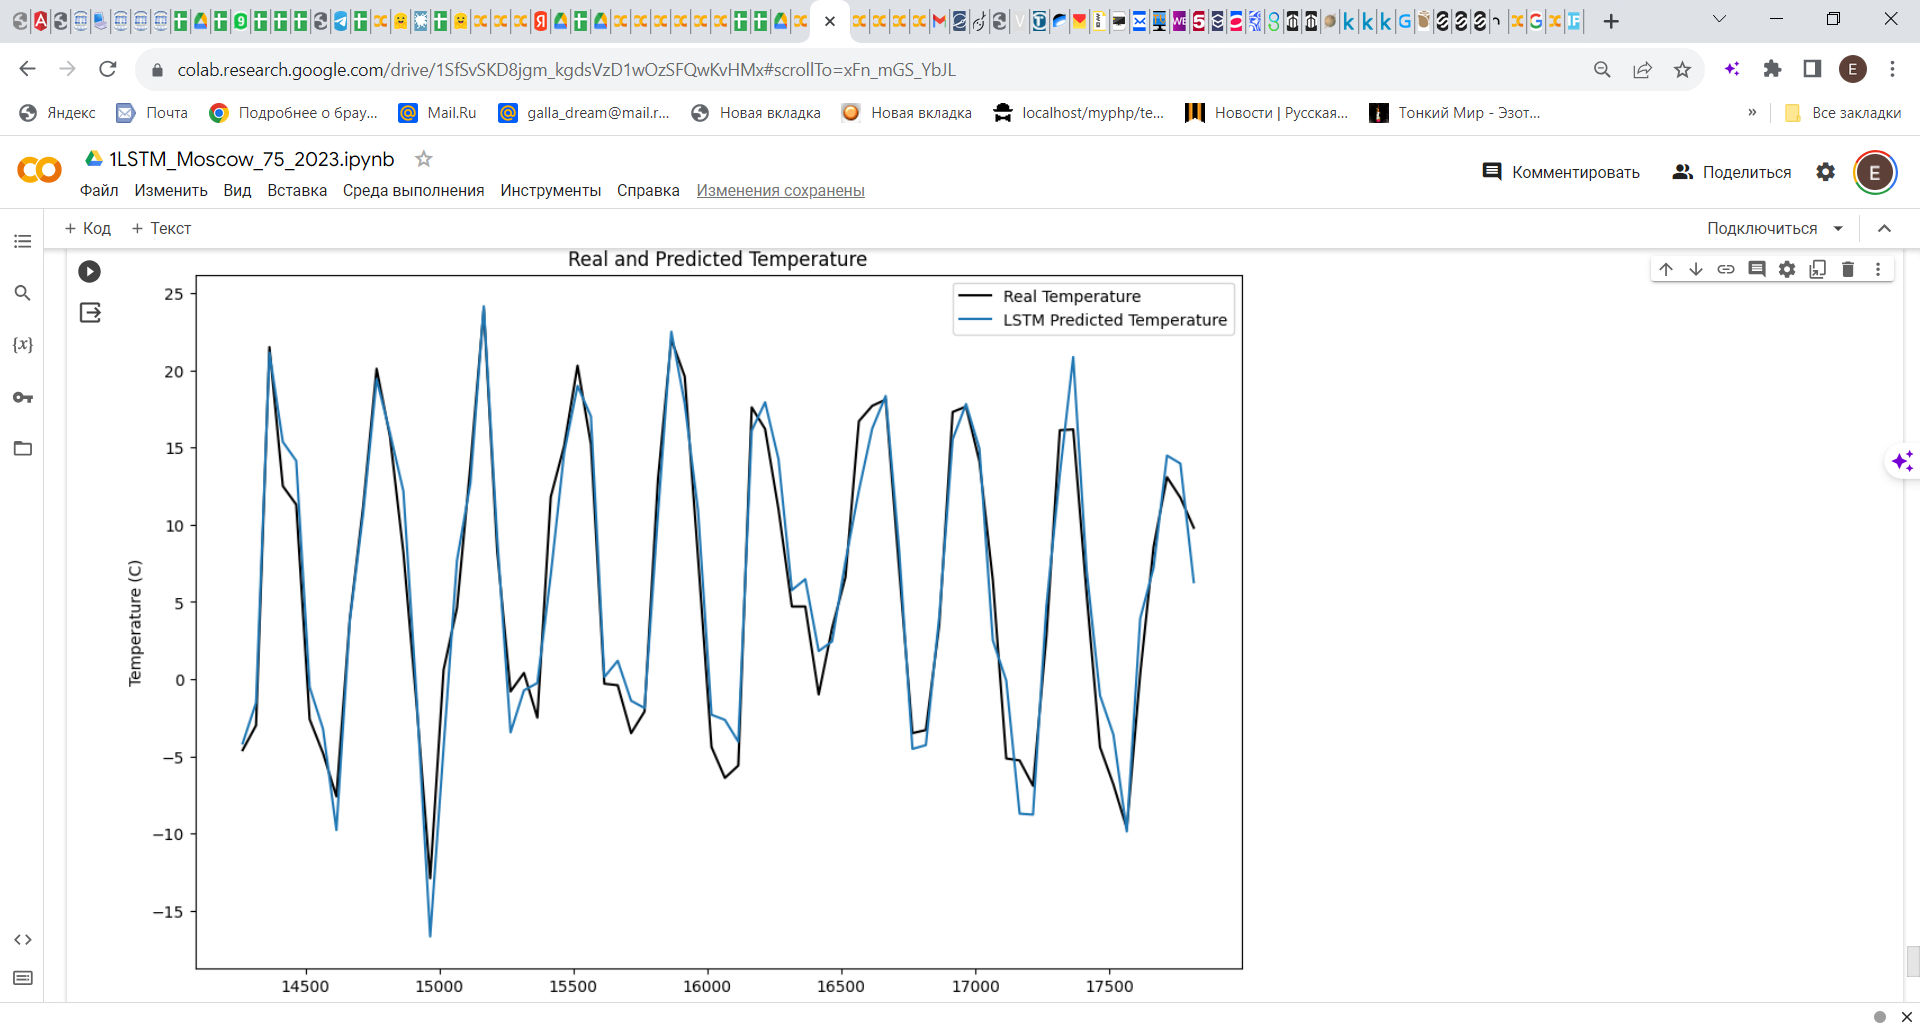 colab.research.google.com/drive/1SfSvSKD8jgm_kgdsVzD1wOzSFQwKvHMx#scrollTo=xFn_mGS_YbJL
E
Яндекс
Почта
Подробнее о брау...
Mail.Ru
galla_dream@mail.r...
Новая вкладка
Новая вкладка
localhost/myphp/te...
Новости | Русская...
Тонкий Мир - Эзот...
»
Все закладки
1LSTM_Moscow_75_2023.ipynb
Файл
Изменить
Вид
Вставка
Среда выполнения
Инструменты
Справка
Изменения сохранены
Комментировать
Поделиться
E
+ Код
+ Текст
Подключиться
{x}
Real and Predicted Temperature
Real Temperature
LSTM Predicted Temperature
Temperature (C)
25
20
15
10
5
0
−5
−10
−15
14500
15000
15500
16000
16500
17000
17500